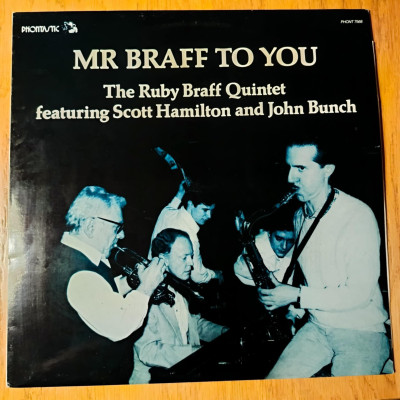 PHONTASTIC
PHONT 7568
MR BRAFF TO YOU
The Ruby Braff Quintet
featuring Scott Hamilton and John Bunch